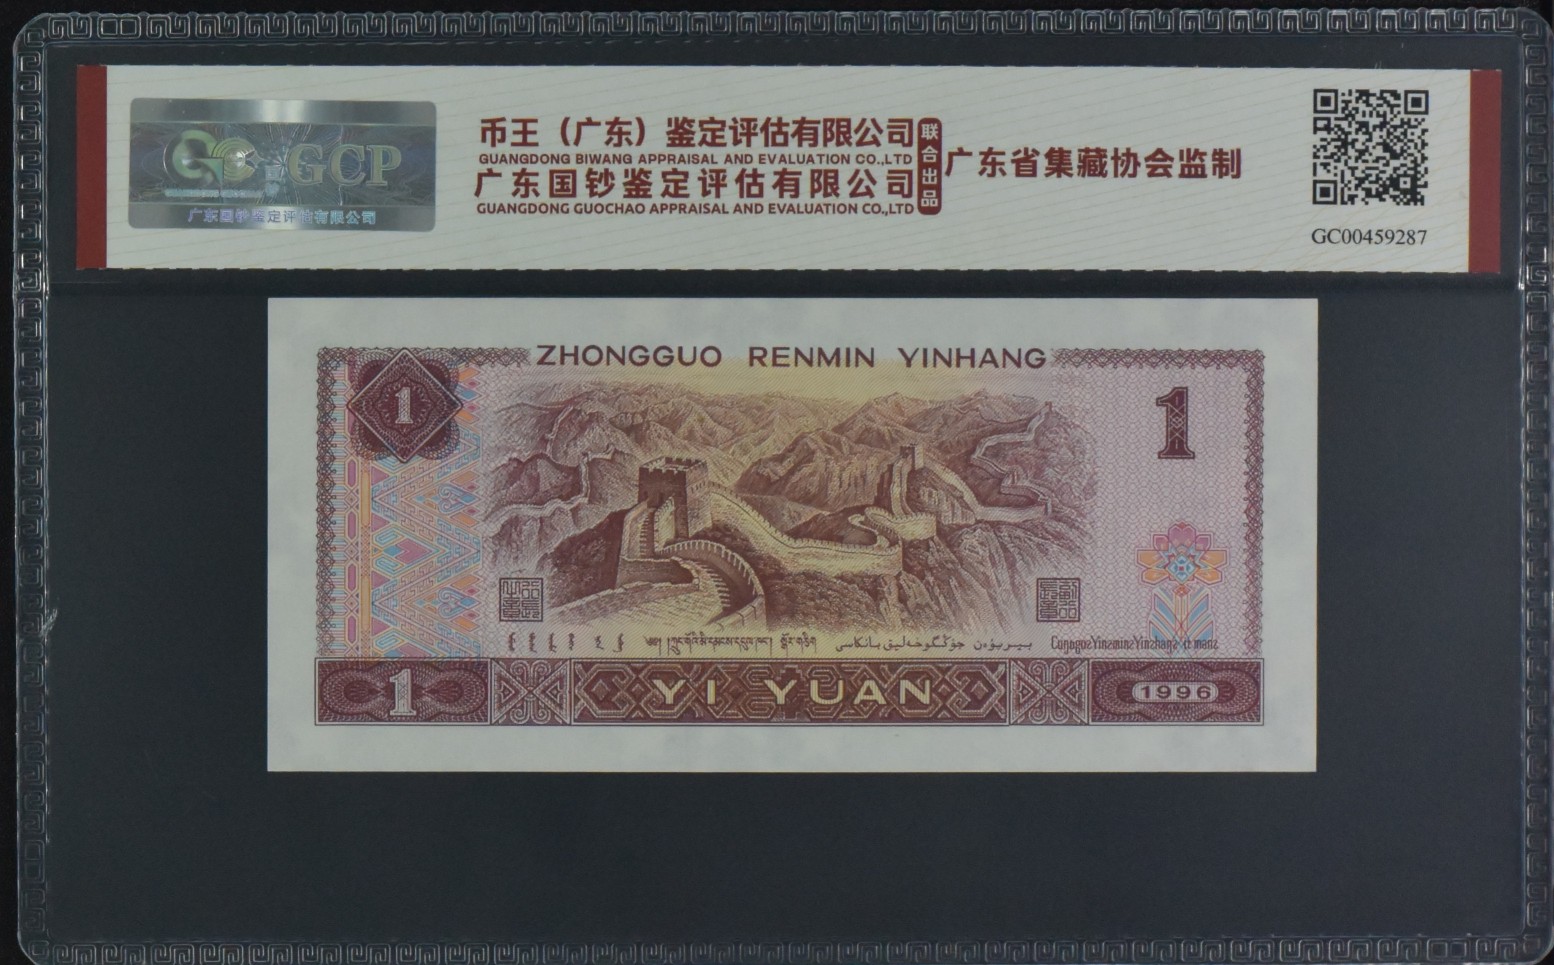 GCP
广东国钞鉴定评估有限公司
币王（广东）鉴定评估有限公司
GUANGDONG BIWANG APPRAISAL AND EVALUATION CO.,LTD
广东国钞鉴定评估有限公司
GUANGDONG GUOCHAO APPRAISAL AND EVALUATION CO.,LTD
联合出品
广东省集藏协会监制
GC00459287
ZHONGGUO RENMIN YINHANG
1
1
1
YI YUAN
1996